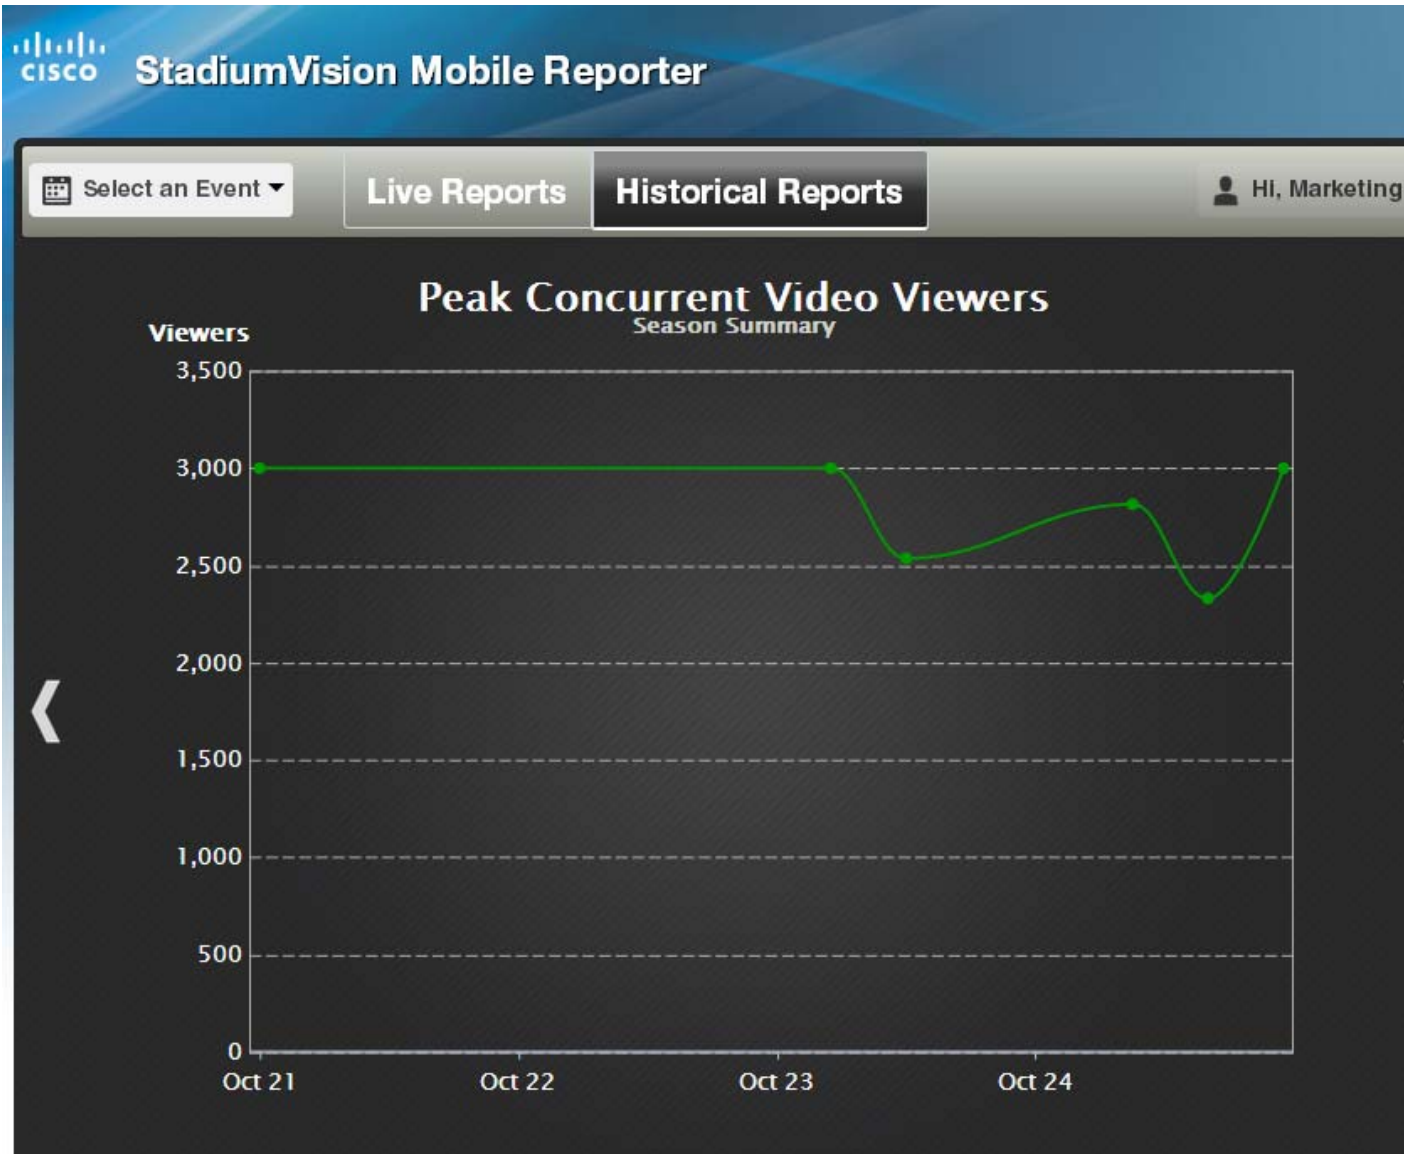 CISCO
StadiumVision Mobile Reporter
Select an Event
Live Reports
Historical Reports
Hi, Marketing
Peak Concurrent Video Viewers
Season Summary
Viewers
3,500
3,000
2,500
2,000
1,500
1,000
500
0
Oct 21
Oct 22
Oct 23
Oct 24